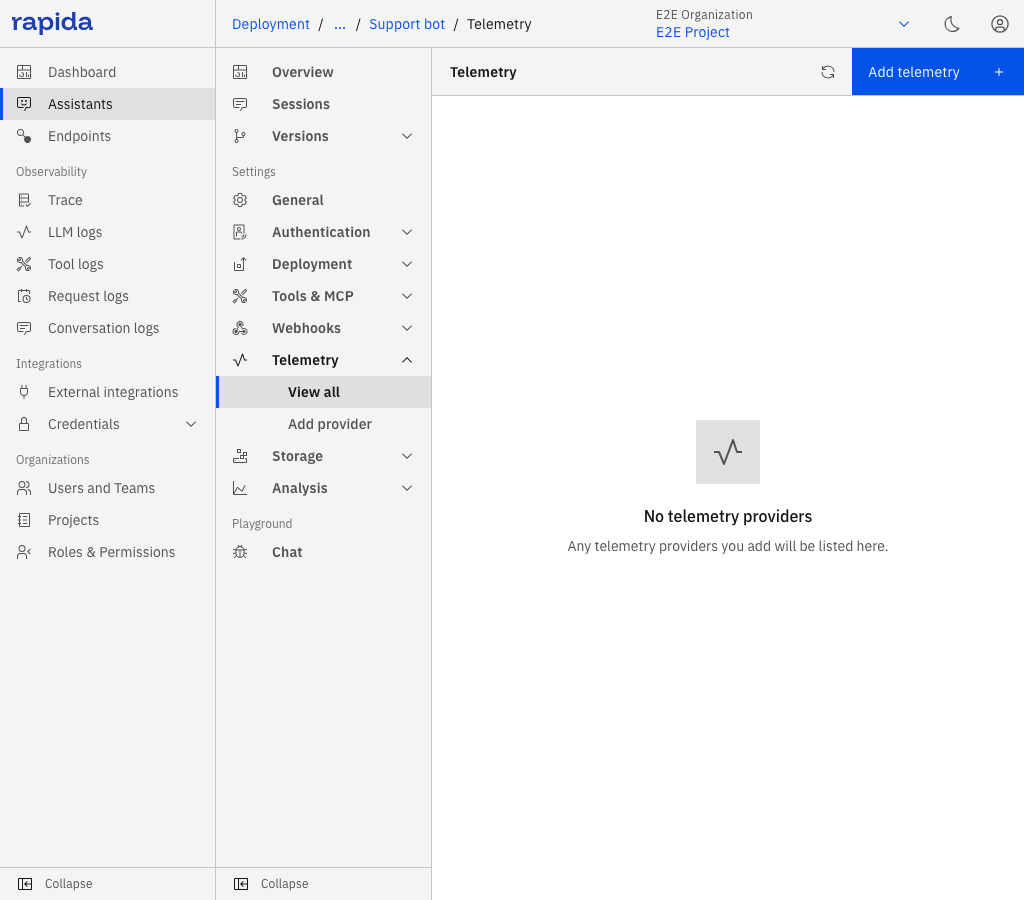 rapida
Deployment / ... / Support bot / Telemetry
E2E Organization
E2E Project
Dashboard
Assistants
Endpoints
Observability
Trace
LLM logs
Tool logs
Request logs
Conversation logs
Integrations
External integrations
Credentials
Organizations
Users and Teams
Projects
Roles & Permissions
Collapse
Overview
Sessions
Versions
Settings
General
Authentication
Deployment
Tools & MCP
Webhooks
Telemetry
View all
Add provider
Storage
Analysis
Playground
Chat
Collapse
Telemetry
Add telemetry +
No telemetry providers
Any telemetry providers you add will be listed here.